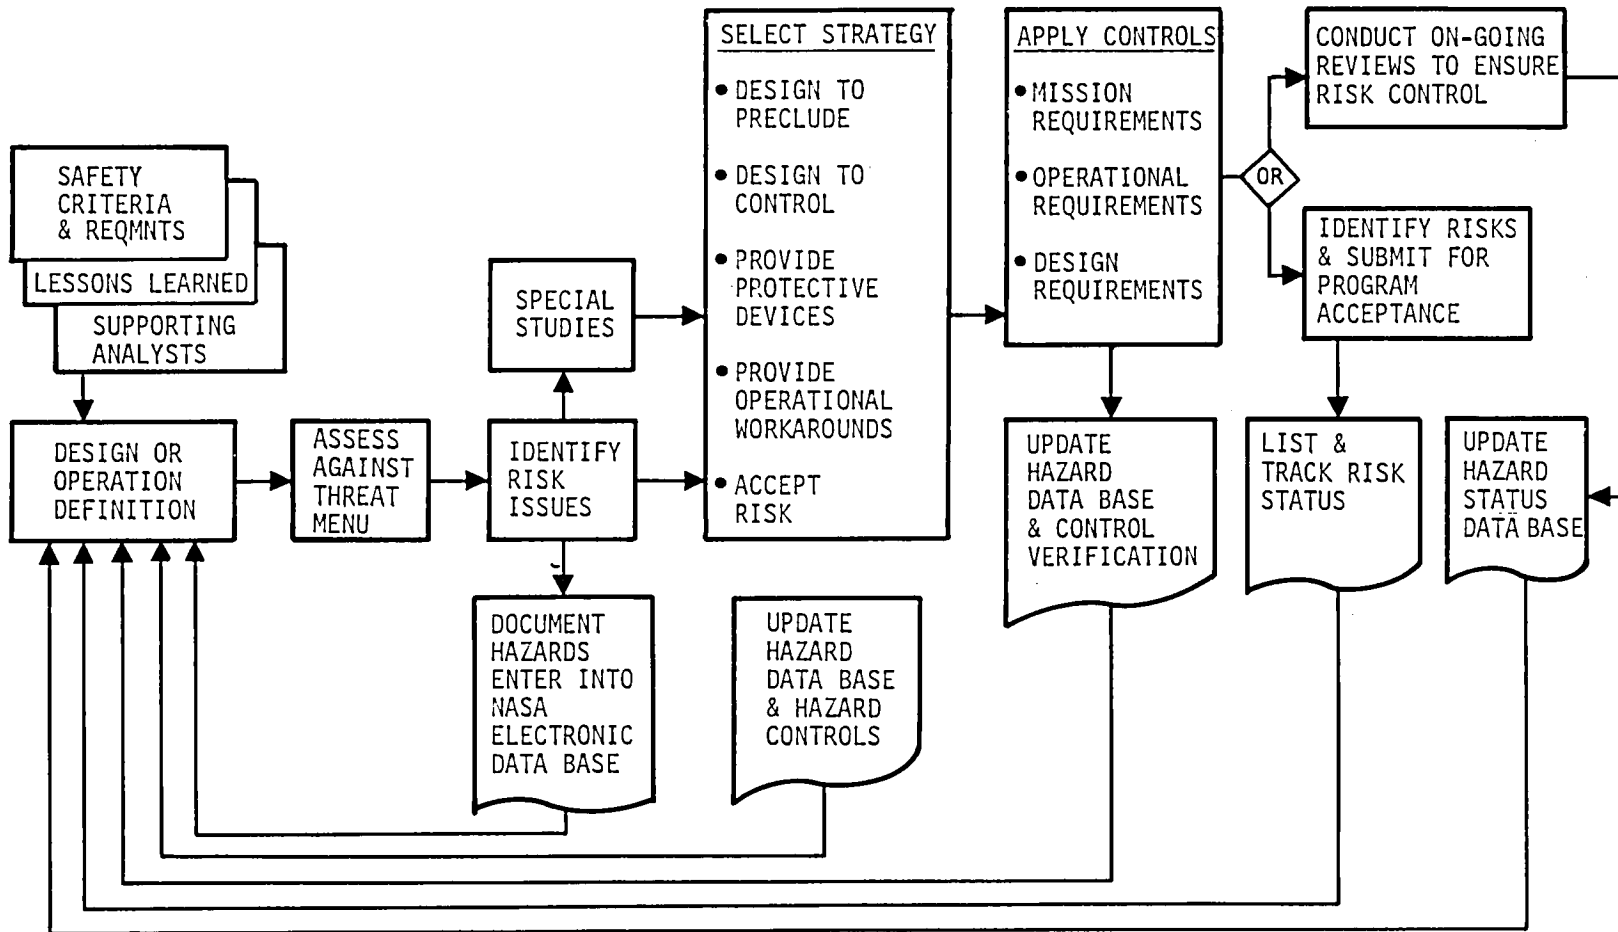 SAFETY
CRITERIA
& REQMNTS
LESSONS LEARNED
SUPPORTING
ANALYSTS
DESIGN OR
OPERATION
DEFINITION
ASSESS
AGAINST
THREAT
MENU
SPECIAL
STUDIES
IDENTIFY
RISK
ISSUES
DOCUMENT
HAZARDS
ENTER INTO
NASA
ELECTRONIC
DATA BASE
SELECT STRATEGY
• DESIGN TO
PRECLUDE
• DESIGN TO
CONTROL
• PROVIDE
PROTECTIVE
DEVICES
• PROVIDE
OPERATIONAL
WORKAROUNDS
• ACCEPT
RISK
UPDATE
HAZARD
DATA BASE
& HAZARD
CONTROLS
APPLY CONTROLS
• MISSION
REQUIREMENTS
• OPERATIONAL
REQUIREMENTS
• DESIGN
REQUIREMENTS
UPDATE
HAZARD
DATA BASE
& CONTROL
VERIFICATION
OR
CONDUCT ON-GOING
REVIEWS TO ENSURE
RISK CONTROL
IDENTIFY RISKS
& SUBMIT FOR
PROGRAM
ACCEPTANCE
LIST &
TRACK RISK
STATUS
UPDATE
HAZARD
STATUS
DATA BASE